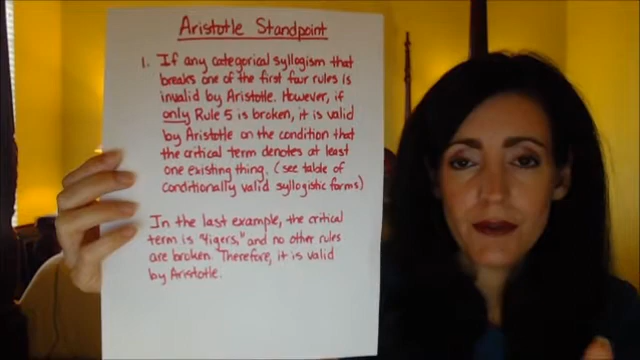 Aristotle Standpoint
1. If any categorical syllogism that
breaks one of the first four rules is
invalid by Aristotle. However, if
only Rule 5 is broken, it is valid
by Aristotle on the condition that
the critical term denotes at least
one existing thing. (see table of
conditionally valid syllogistic forms)
In the last example, the critical
term is "tigers," and no other rules
are broken. Therefore, it is valid
by Aristotle.